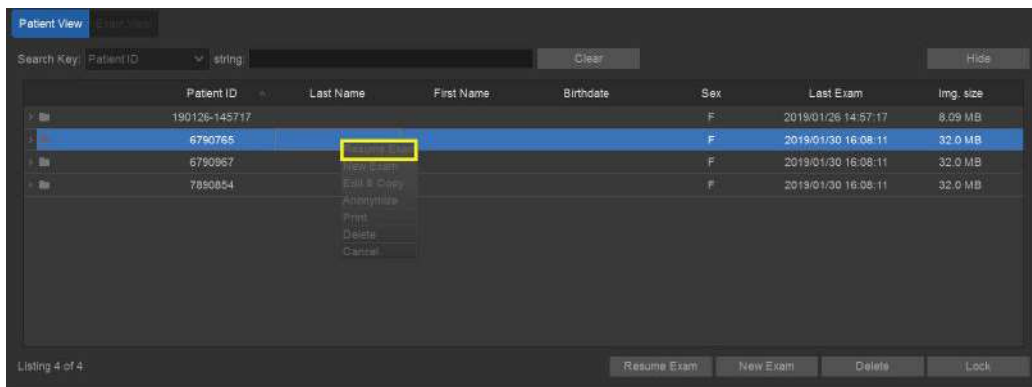 Patient View Exam View
Search Key: Patient ID string: Clear Hide
Patient ID Last Name First Name Birthdate Sex Last Exam Img. size
190126-145717 F 2019/01/26 14:57:17 8.09 MB
6790765 F 2019/01/30 16:08:11 32.0 MB
Resume Exam
6790967 F 2019/01/30 16:08:11 32.0 MB
New Exam
7890854 F 2019/01/30 16:08:11 32.0 MB
Edit & Copy
Anonymize
Print
Delete
Cancel
Listing 4 of 4 Resume Exam New Exam Delete Lock